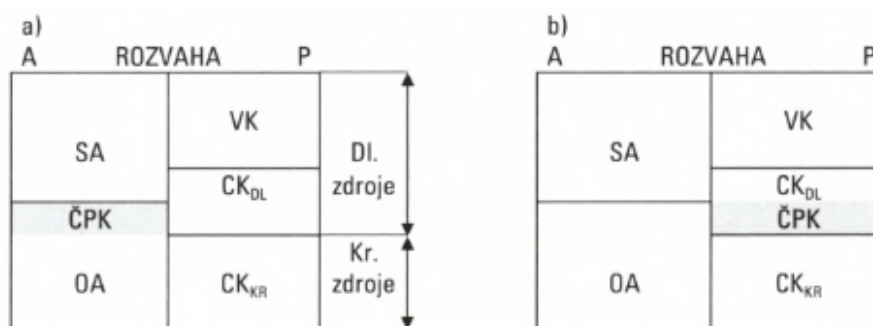 a)
A ROZVAHA P
VK
SA
Dl.
zdroje
CK_DL
ČPK
Kr.
zdroje
OA
CK_KR
b)
A ROZVAHA P
VK
SA
CK_DL
ČPK
OA
CK_KR